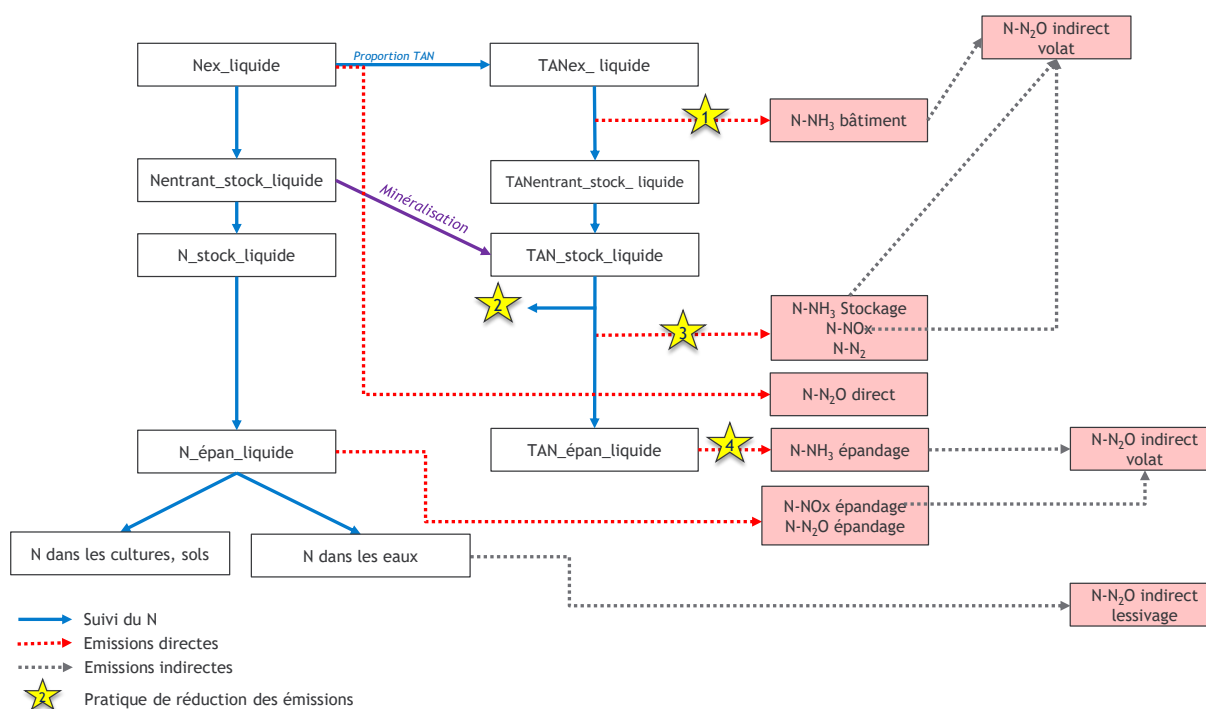 N-N₂O indirect
volat
Nex_liquide
Proportion TAN
TANex_ liquide
1
N-NH₃ bâtiment
Nentrant_stock_liquide
Minéralisation
TANentrant_stock_ liquide
N_stock_liquide
TAN_stock_liquide
2
3
N-NH₃ Stockage
N-NOx
N-N₂
N-N₂O direct
N_épan_liquide
TAN_épan_liquide
4
N-NH₃ épandage
N-N₂O indirect
volat
N-NOx épandage
N-N₂O épandage
N dans les cultures, sols
N dans les eaux
N-N₂O indirect
lessivage
Suivi du N
Emissions directes
Emissions indirectes
2
Pratique de réduction des émissions